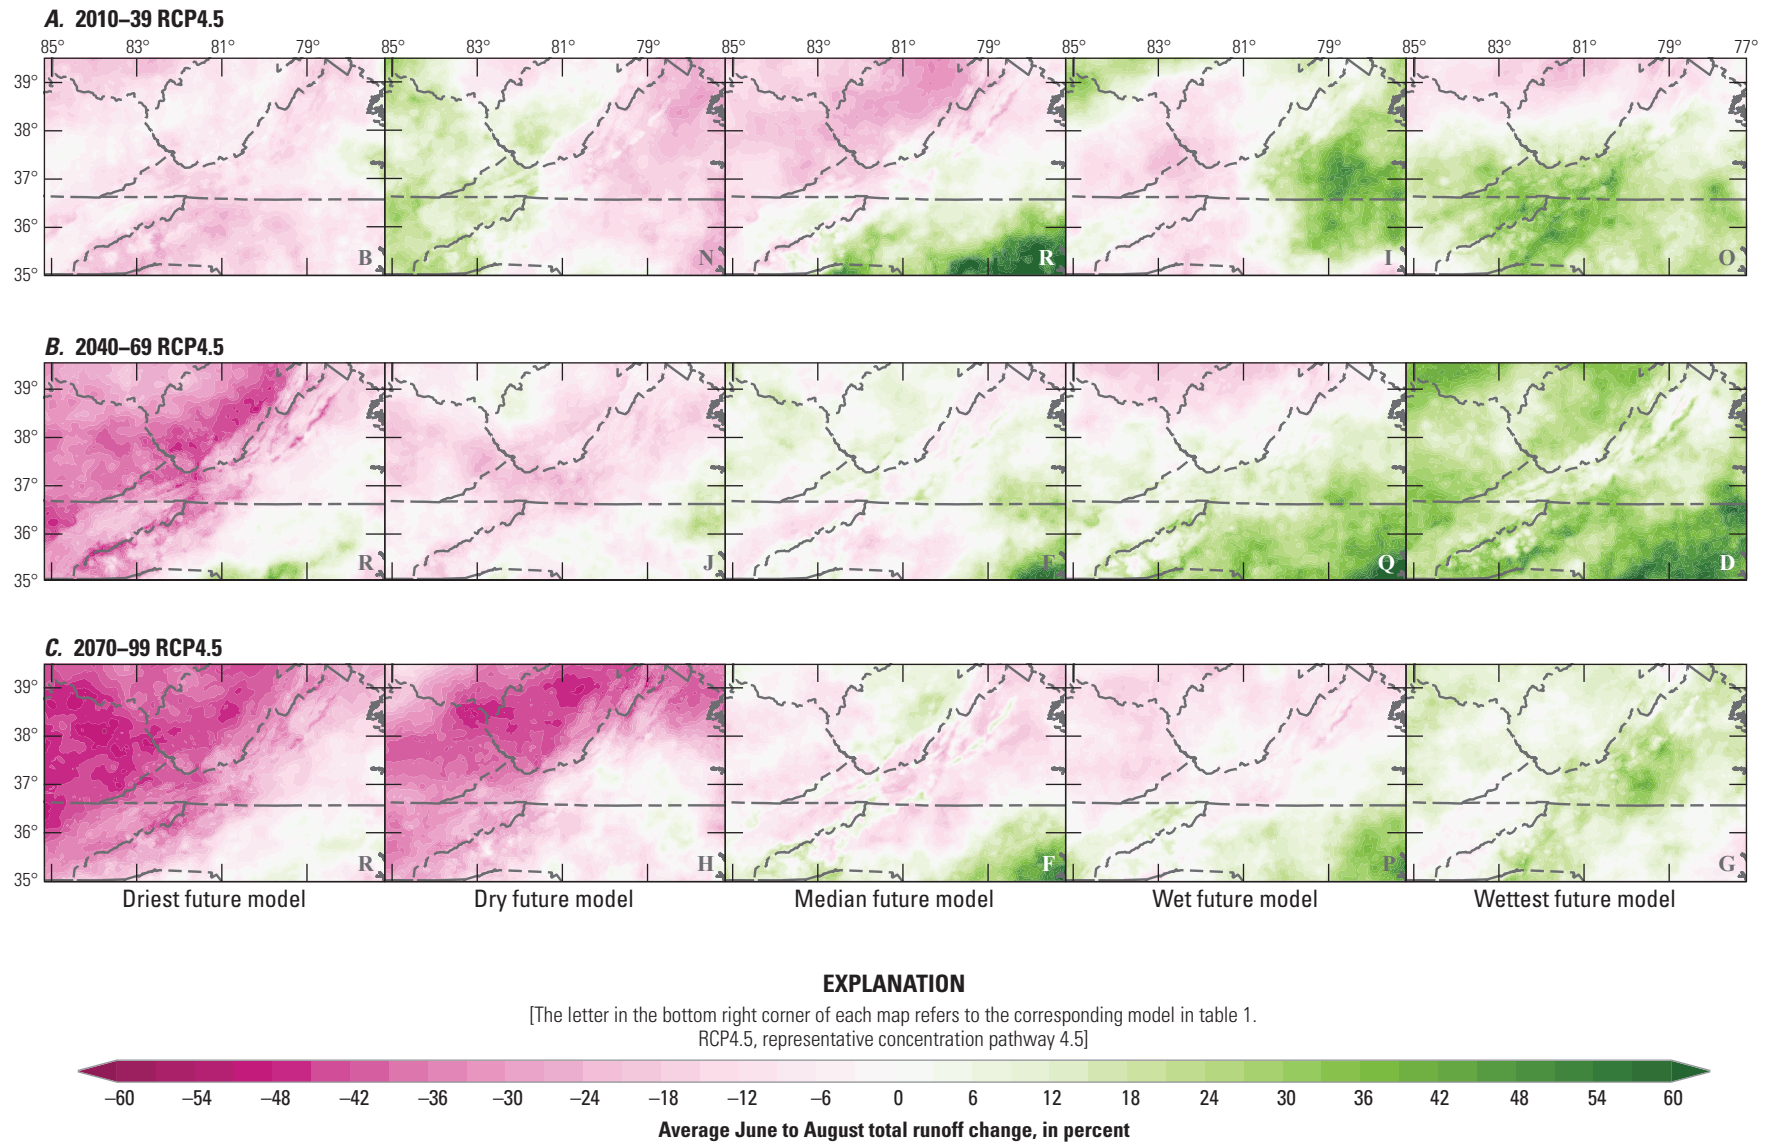 A. 2010–39 RCP4.5
85° 83° 81° 79° 85° 83° 81° 79° 85° 83° 81° 79° 85° 83° 81° 79° 85° 83° 81° 79° 77°
39°
38°
37°
36°
35°
B N R I O
B. 2040–69 RCP4.5
39°
38°
37°
36°
35°
R J Q D
C. 2070–99 RCP4.5
39°
38°
37°
36°
35°
R H F P G
Driest future model Dry future model Median future model Wet future model Wettest future model
EXPLANATION
[The letter in the bottom right corner of each map refers to the corresponding model in table 1.
RCP4.5, representative concentration pathway 4.5]
–60 –54 –48 –42 –36 –30 –24 –18 –12 –6 0 6 12 18 24 30 36 42 48 54 60
Average June to August total runoff change, in percent